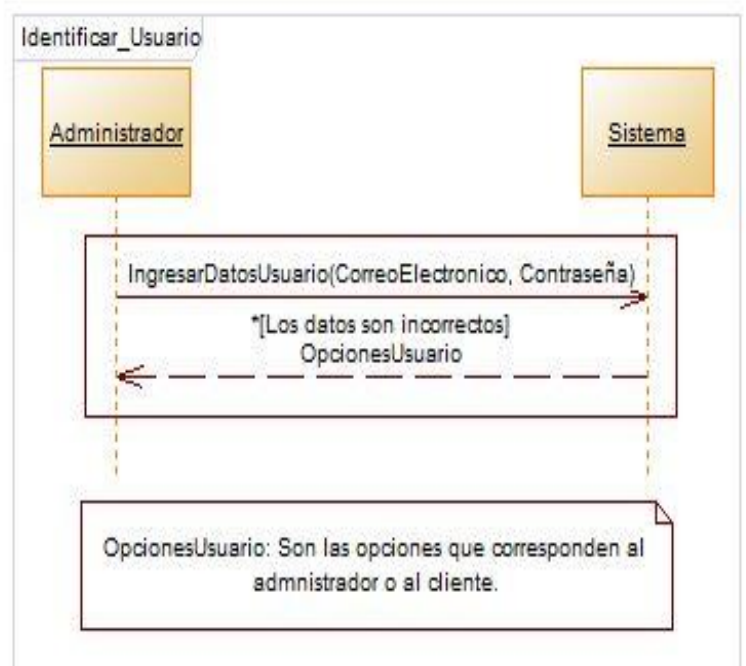 Identificar_Usuario
Administrador
Sistema
IngresarDatosUsuario(CorreoElectronico, Contraseña)
*[Los datos son incorrectos]
OpcionesUsuario
OpcionesUsuario: Son las opciones que corresponden al
admnistrador o al cliente.